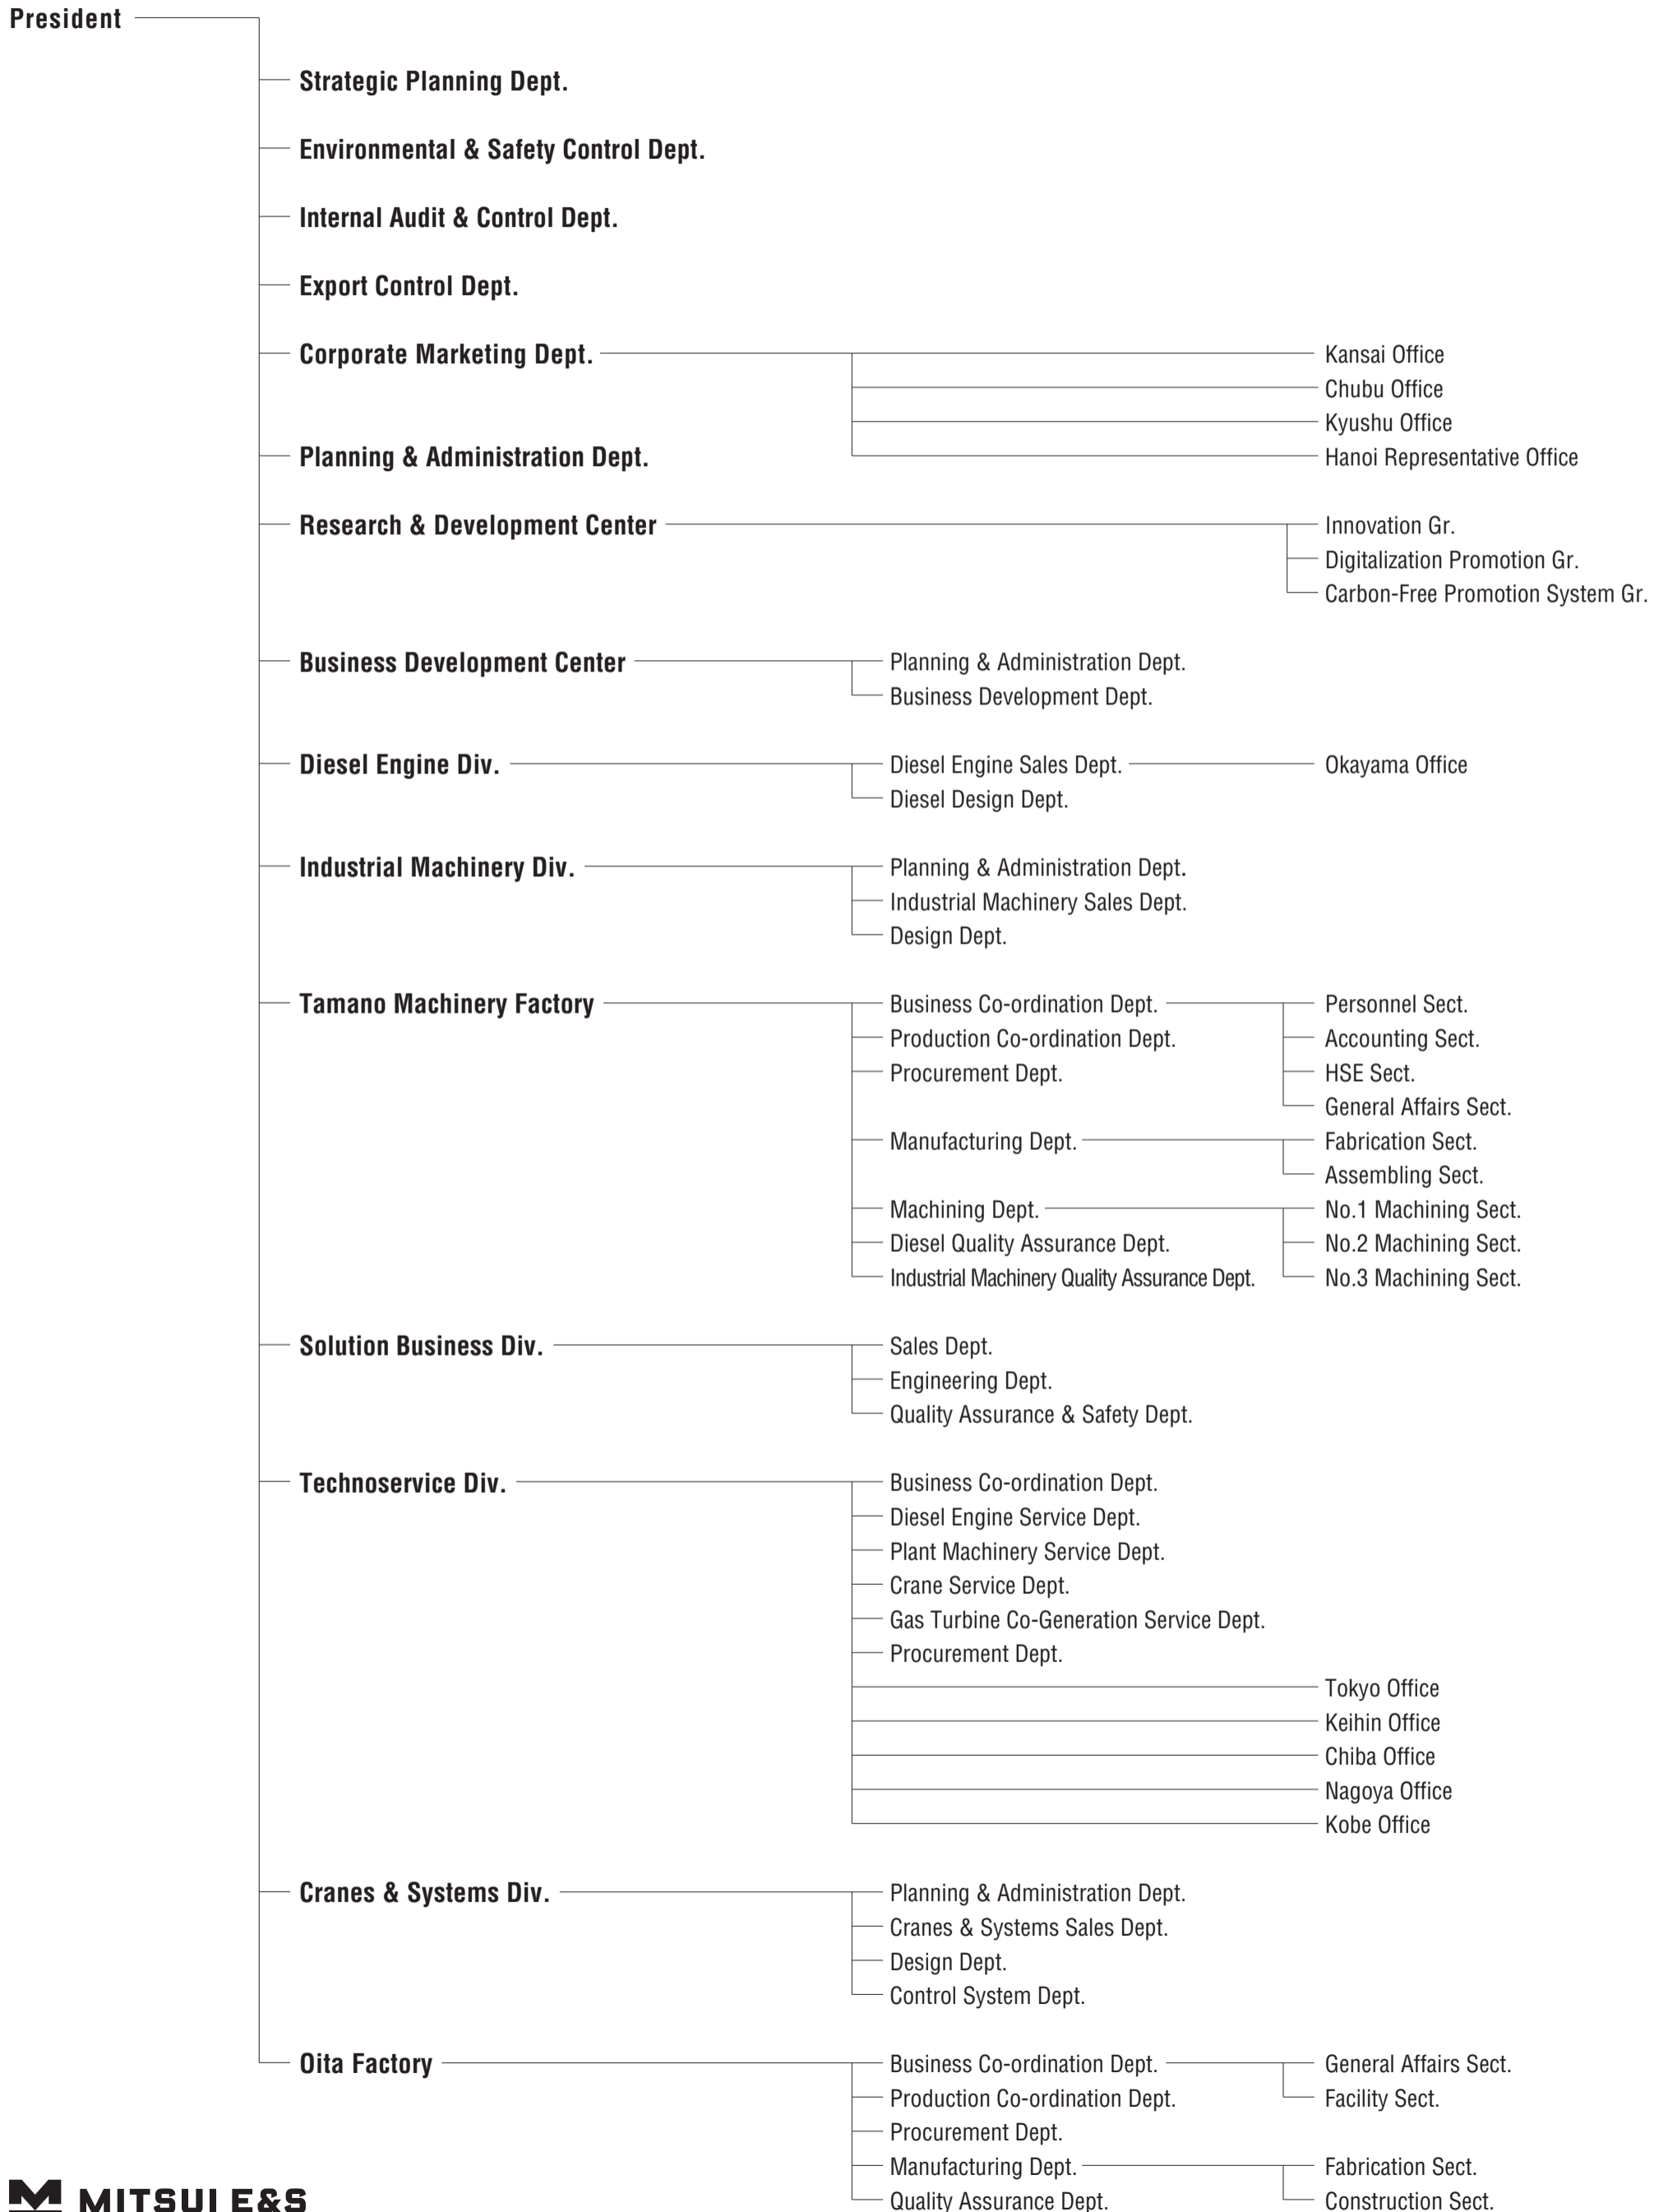 President
Strategic Planning Dept.
Environmental & Safety Control Dept.
Internal Audit & Control Dept.
Export Control Dept.
Corporate Marketing Dept.
Kansai Office
Chubu Office
Kyushu Office
Hanoi Representative Office
Planning & Administration Dept.
Research & Development Center
Innovation Gr.
Digitalization Promotion Gr.
Carbon-Free Promotion System Gr.
Business Development Center
Planning & Administration Dept.
Business Development Dept.
Diesel Engine Div.
Diesel Engine Sales Dept.
Okayama Office
Diesel Design Dept.
Industrial Machinery Div.
Planning & Administration Dept.
Industrial Machinery Sales Dept.
Design Dept.
Tamano Machinery Factory
Business Co-ordination Dept.
Personnel Sect.
Accounting Sect.
HSE Sect.
General Affairs Sect.
Production Co-ordination Dept.
Procurement Dept.
Manufacturing Dept.
Fabrication Sect.
Assembling Sect.
Machining Dept.
No.1 Machining Sect.
No.2 Machining Sect.
No.3 Machining Sect.
Diesel Quality Assurance Dept.
Industrial Machinery Quality Assurance Dept.
Solution Business Div.
Sales Dept.
Engineering Dept.
Quality Assurance & Safety Dept.
Technoservice Div.
Business Co-ordination Dept.
Diesel Engine Service Dept.
Plant Machinery Service Dept.
Crane Service Dept.
Gas Turbine Co-Generation Service Dept.
Procurement Dept.
Tokyo Office
Keihin Office
Chiba Office
Nagoya Office
Kobe Office
Cranes & Systems Div.
Planning & Administration Dept.
Cranes & Systems Sales Dept.
Design Dept.
Control System Dept.
Oita Factory
Business Co-ordination Dept.
General Affairs Sect.
Facility Sect.
Production Co-ordination Dept.
Procurement Dept.
Manufacturing Dept.
Fabrication Sect.
Construction Sect.
Quality Assurance Dept.
MITSUI E&S